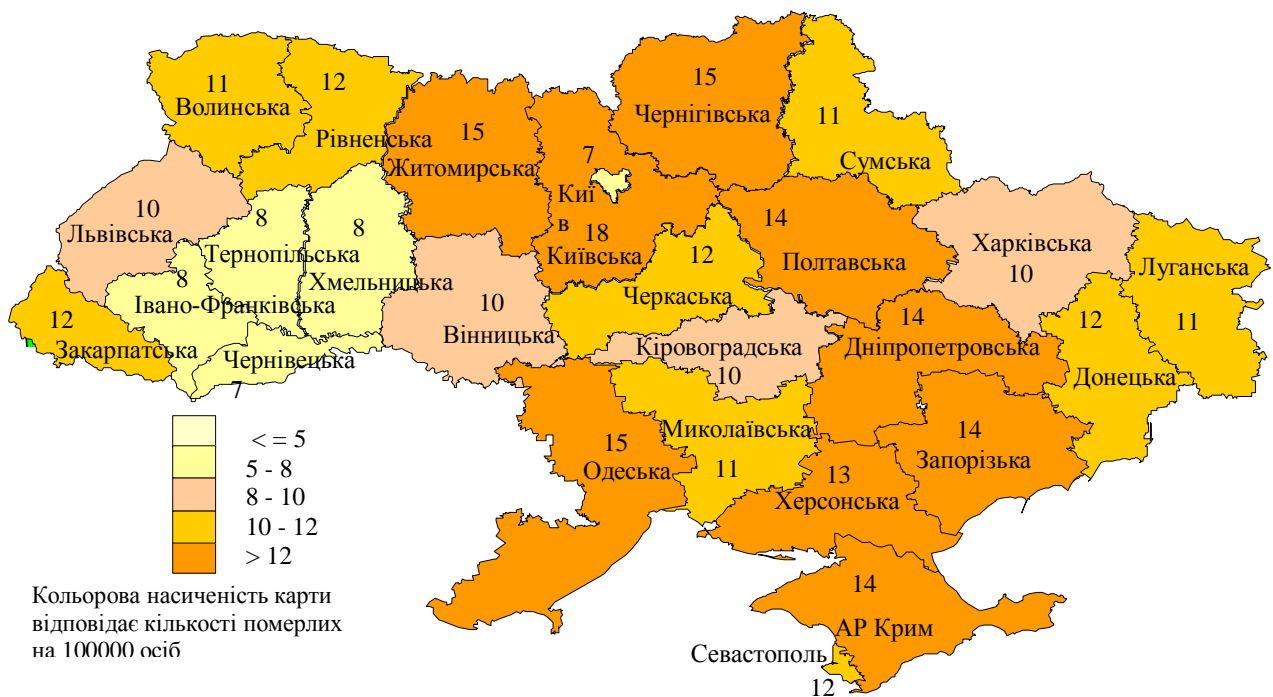 11
Волинська
12
Рівненська
15
Житомирська
7
Киї
в
18
Київська
15
Чернігівська
11
Сумська
10
Львівська
8
Тернопільська
8
Хмельницька
8
Івано-Франківська
12
Закарпатська
Чернівецька
7
10
Вінницька
12
Черкаська
14
Полтавська
Харківська
10
Луганська
11
12
Донецька
Кіровоградська
10
14
Дніпропетровська
Миколаївська
11
15
Одеська
14
Запорізька
13
Херсонська
14
АР Крим
Севастополь
12
< = 5
5 - 8
8 - 10
10 - 12
> 12
Кольорова насиченість карти
відповідає кількості померлих
на 100000 осіб